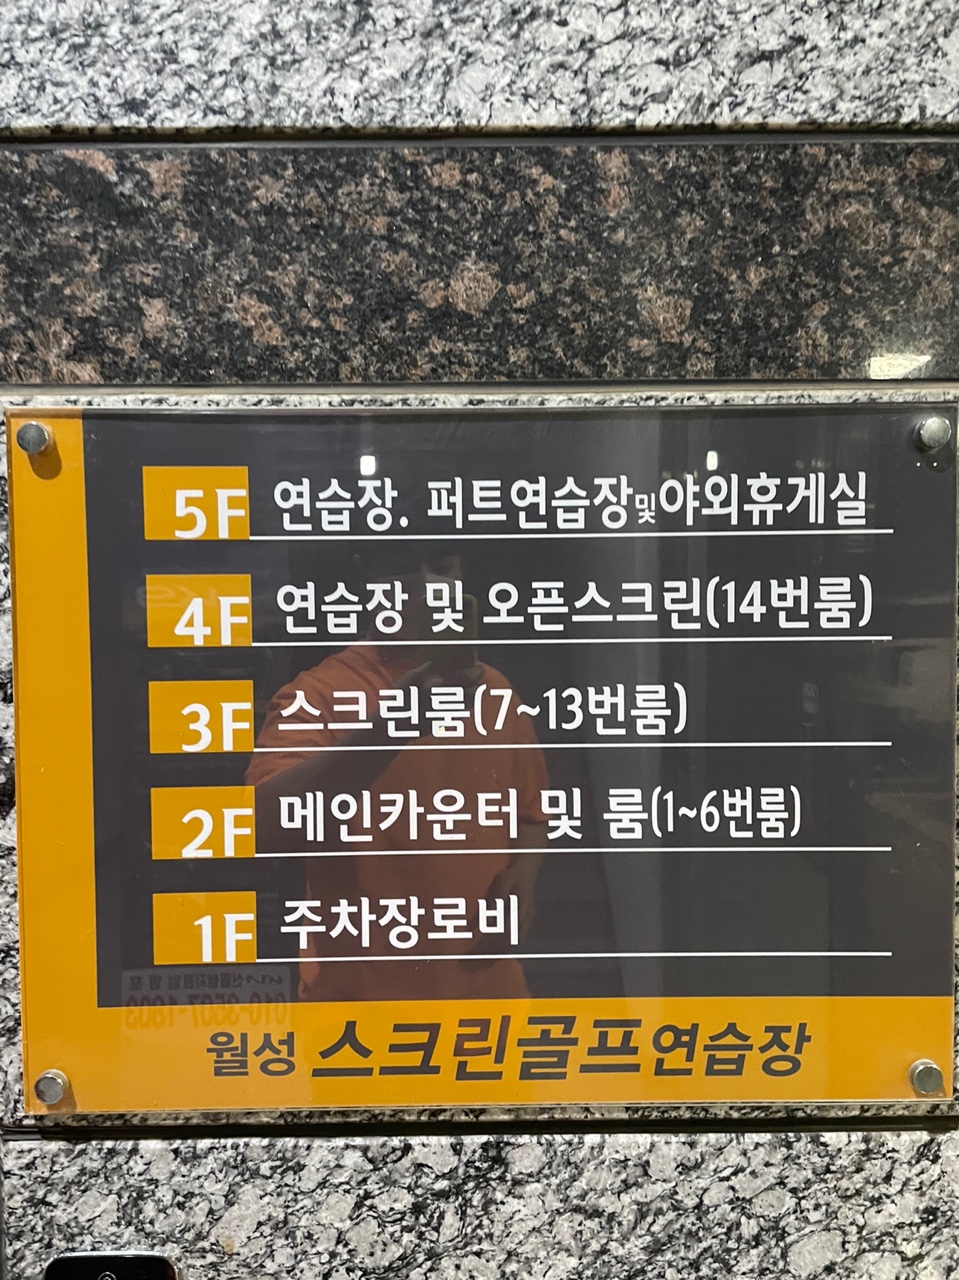 5F 연습장. 퍼트연습장및야외휴게실
4F 연습장 및 오픈스크린(14번룸)
3F 스크린룸(7~13번룸)
2F 메인카운터 및 룸(1~6번룸)
1F 주차장로비
월성 스크린골프연습장